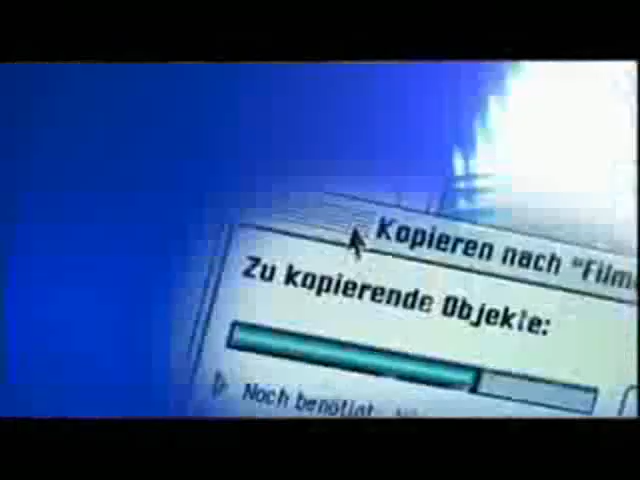 Kopieren nach "Film
Zu kopierende Objekte:
Noch benötigt: